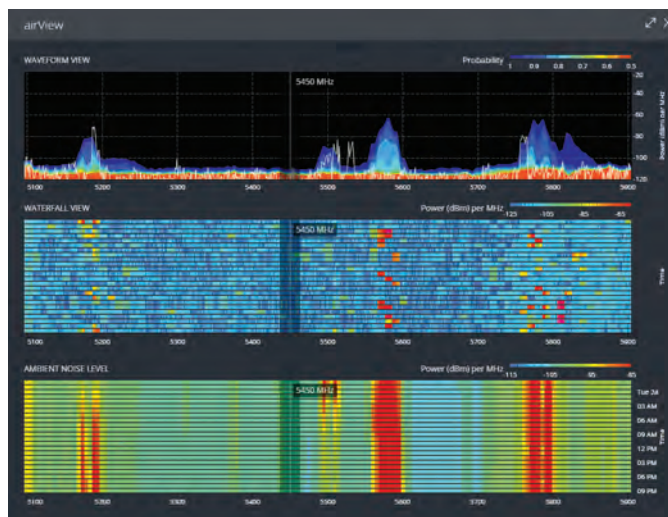 airView
WAVEFORM VIEW
Probability
1 0.9 0.8 0.7 0.6 0.5
5450 MHz
-20
-40
-60
-80
-100
-120
Power (dBm) per MHz
5100 5200 5300 5400 5500 5600 5700 5800 5900
WATERFALL VIEW
Power (dBm) per MHz
-125 -105 -85 -65
5450 MHz
Time
5100 5200 5300 5400 5500 5600 5700 5800 5900
AMBIENT NOISE LEVEL
Power (dBm) per MHz
-115 -105 -95 -85
5450 MHz
Tue 24
03 AM
06 AM
09 AM
12 PM
03 PM
06 PM
09 PM
Time
5100 5200 5300 5400 5500 5600 5700 5800 5900